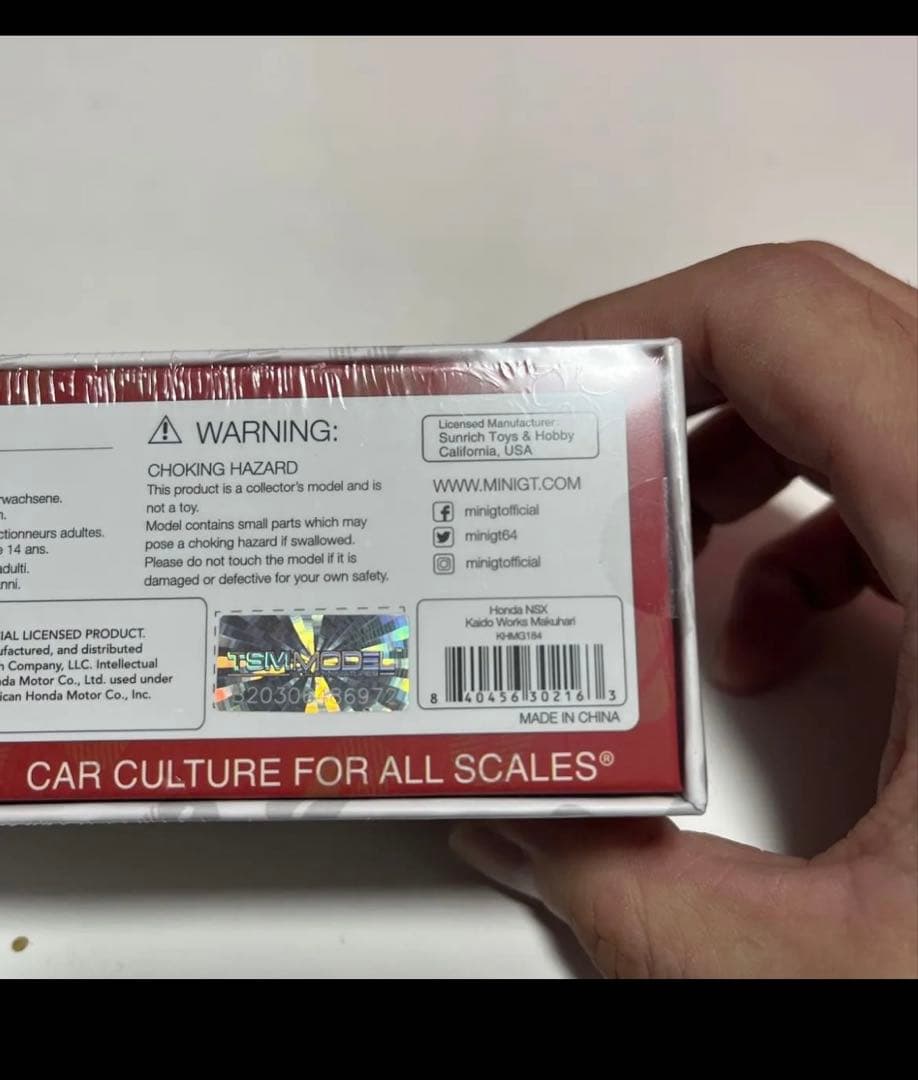 WARNING:
CHOKING HAZARD
This product is a collector's model and is
not a toy.
Model contains small parts which may
pose a choking hazard if swallowed.
Please do not touch the model if it is
damaged or defective for your own safety.
wachsene.
n.
ctionneurs adultes.
14 ans.
adulti.
nni.
Licensed Manufacturer:
Sunrich Toys & Hobby
California, USA
WWW.MINIGT.COM
minigtofficial
minigt64
minigtofficial
IAL LICENSED PRODUCT.
ufactured, and distributed
h Company, LLC. Intellectual
da Motor Co., Ltd. used under
ican Honda Motor Co., Inc.
TSM MODEL
Honda NSX
Kaido Works Makuhari
KHMG184
8 40456 30216 3
MADE IN CHINA
CAR CULTURE FOR ALL SCALES®